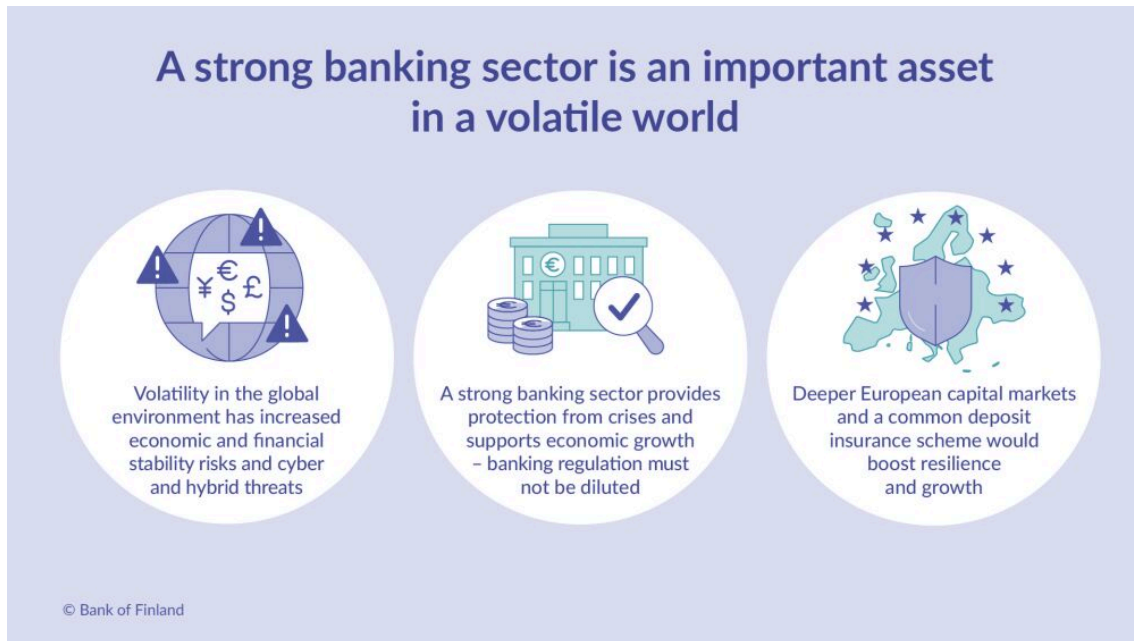 A strong banking sector is an important asset
in a volatile world
¥ € $ £
Volatility in the global
environment has increased
economic and financial
stability risks and cyber
and hybrid threats
€
€
€
A strong banking sector provides
protection from crises and
supports economic growth
– banking regulation must
not be diluted
Deeper European capital markets
and a common deposit
insurance scheme would
boost resilience
and growth
© Bank of Finland